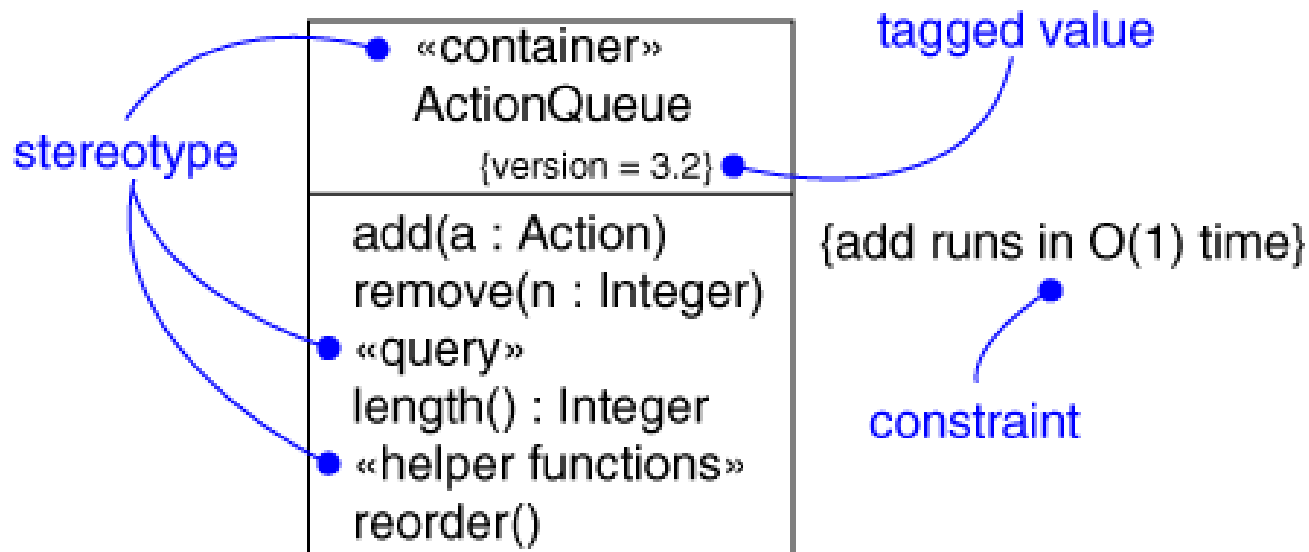 «container»
tagged value
ActionQueue
stereotype
{version = 3.2}
add(a : Action)
{add runs in O(1) time}
remove(n : Integer)
«query»
length() : Integer
constraint
«helper functions»
reorder()